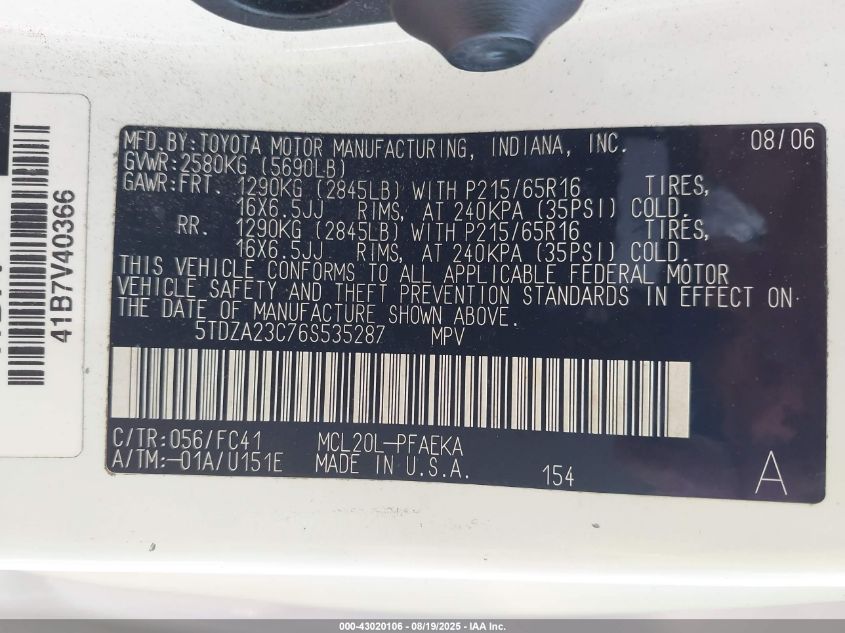 MFD.BY:TOYOTA MOTOR MANUFACTURING, INDIANA, INC. 08/06
GVWR:2580KG (5690LB)
GAWR:FRT. 1290KG (2845LB) WITH P215/65R16 TIRES,
16X6.5JJ RIMS, AT 240KPA (35PSI) COLD.
RR. 1290KG (2845LB) WITH P215/65R16 TIRES,
16X6.5JJ RIMS, AT 240KPA (35PSI) COLD.
THIS VEHICLE CONFORMS TO ALL APPLICABLE FEDERAL MOTOR
VEHICLE SAFETY AND THEFT PREVENTION STANDARDS IN EFFECT ON
THE DATE OF MANUFACTURE SHOWN ABOVE.
5TDZA23C76S535287 MPV
C/TR:056/FC41 MCL20L-PFAEKA
A/TM:-01A/U151E MADE IN U.S.A. 154 A
41B7V40366
000-43020106 - 08/19/2025 - IAA Inc.